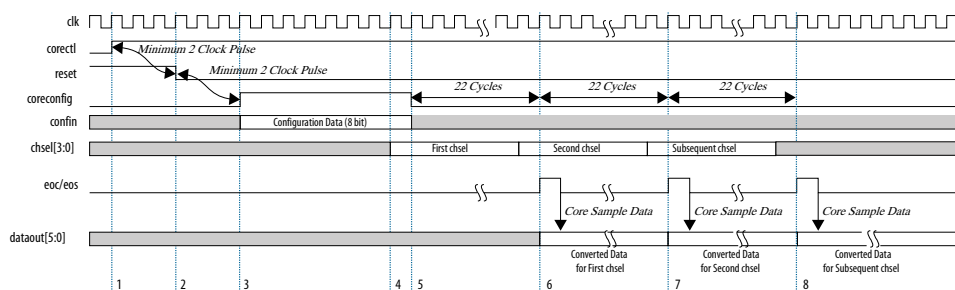 clk
corectl
Minimum 2 Clock Pulse
reset
Minimum 2 Clock Pulse
coreconfig
22 Cycles
22 Cycles
22 Cycles
confin
Configuration Data (8 bit)
chsel[3:0]
First chsel
Second chsel
Subsequent chsel
eoc/eos
Core Sample Data
Core Sample Data
Core Sample Data
dataout[5:0]
Converted Data
for First chsel
Converted Data
for Second chsel
Converted Data
for Subsequent chsel
1 2 3 4 5 6 7 8